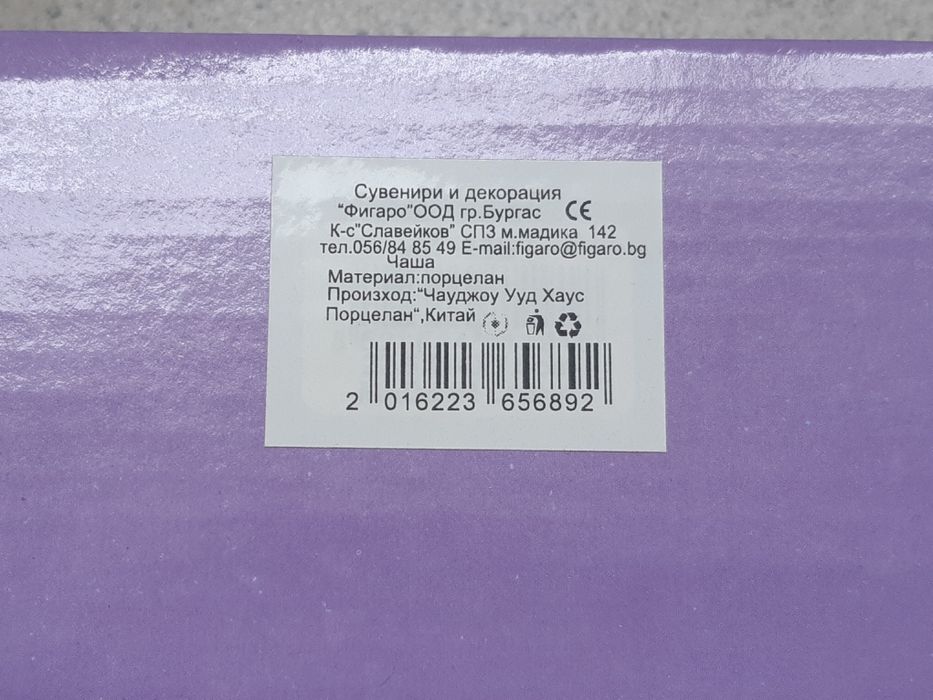 Сувенири и декорация
“Фигаро”ООД гр.Бургас CE
К-с"Славейков" СПЗ м.мадика 142
тел.056/84 85 49 E-mail:figaro@figaro.bg
Чаша
Материал:порцелан
Произход:“Чауджоу Ууд Хаус
Порцелан“,Китай
2 016223 656892